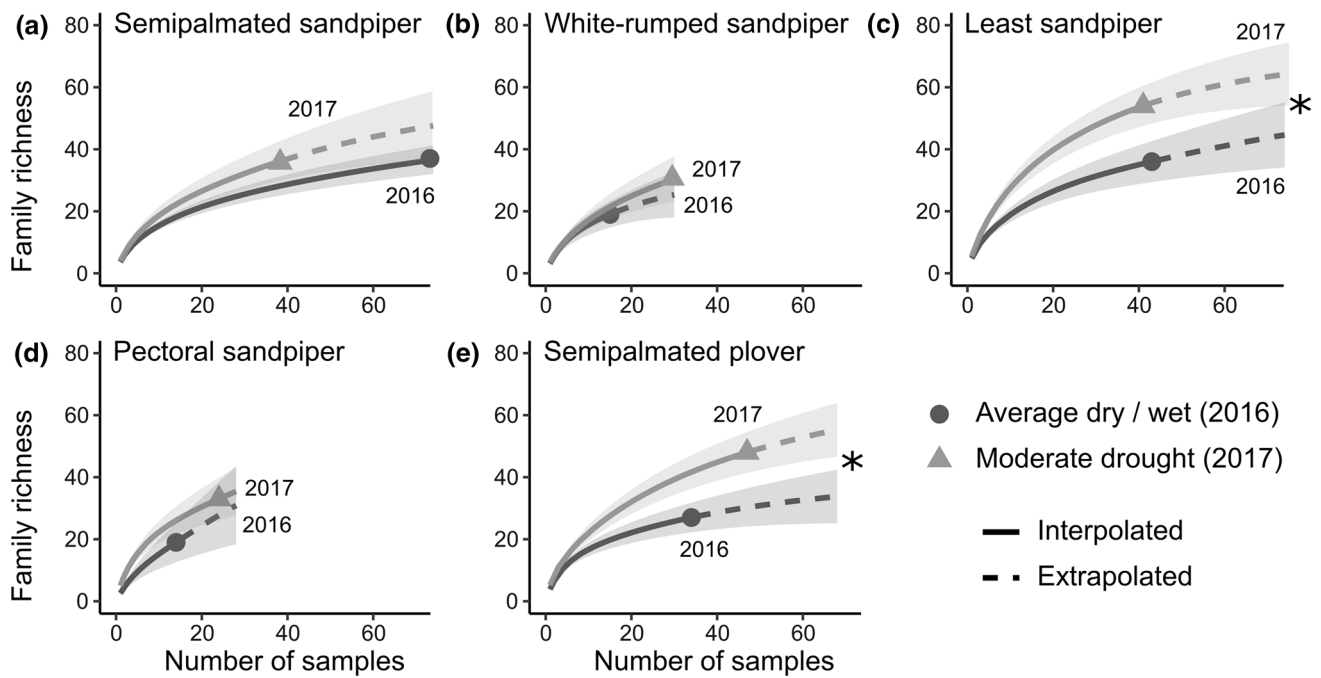 (a) Semipalmated sandpiper
80
60
40
20
0
Family richness
2017
2016
0 20 40 60
(b) White-rumped sandpiper
80
60
40
20
0
2017
2016
0 20 40 60
(c) Least sandpiper
80
60
40
20
0
2017
*
2016
0 20 40 60
(d) Pectoral sandpiper
80
60
40
20
0
Family richness
2017
2016
0 20 40 60
Number of samples
(e) Semipalmated plover
80
60
40
20
0
2017
*
2016
0 20 40 60
Number of samples
Average dry / wet (2016)
Moderate drought (2017)
Interpolated
Extrapolated